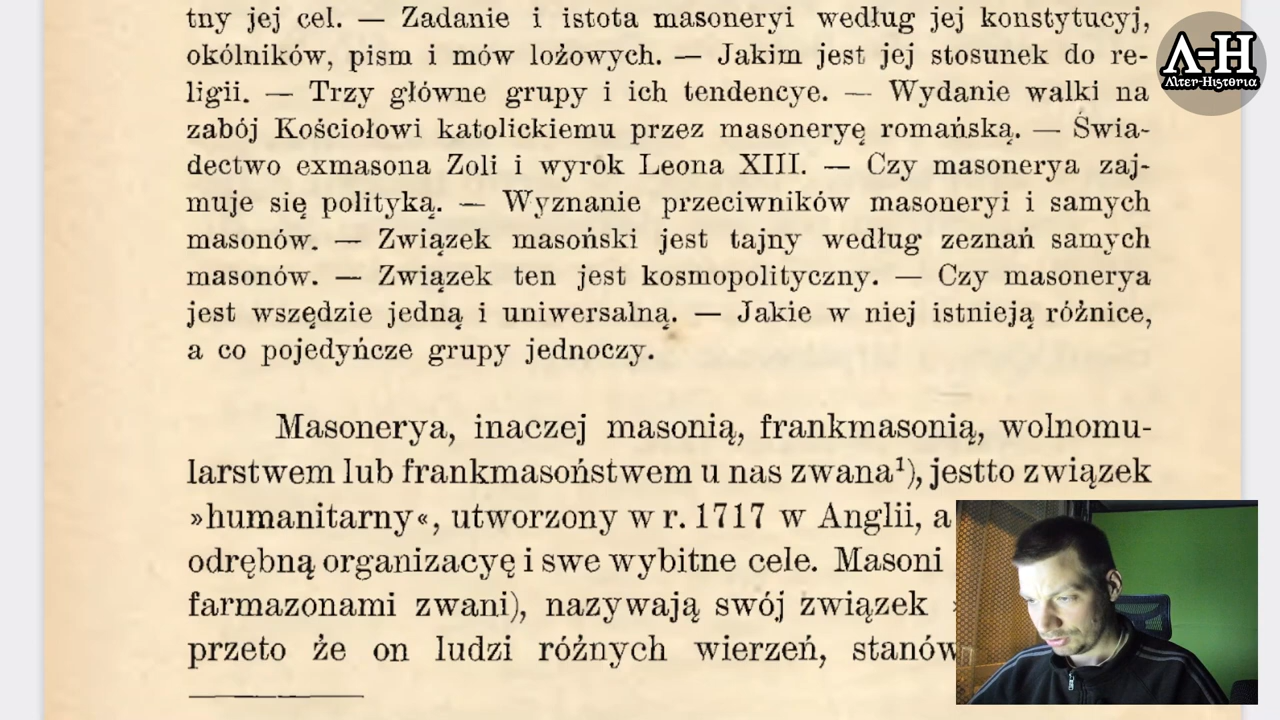 tny jej cel. — Zadanie i istota masoneryi według jej konstytucyj,
okólników, pism i mów lożowych. — Jakim jest jej stosunek do re-
ligii. — Trzy główne grupy i ich tendencye. — Wydanie walki na
zabój Kościołowi katolickiemu przez masoneryę romańską. — Świa-
dectwo exmasona Zoli i wyrok Leona XIII. — Czy masonerya zaj-
muje się polityką. — Wyznanie przeciwników masoneryi i samych
masonów. — Związek masoński jest tajny według zeznań samych
masonów. — Związek ten jest kosmopolityczny. — Czy masonerya
jest wszędzie jedną i uniwersalną. — Jakie w niej istnieją różnice,
a co pojedyńcze grupy jednoczy.
Masonerya, inaczej masonią, frankmasonią, wolnomu-
larstwem lub frankmasoństwem u nas zwana¹), jestto związek
»humanitarny«, utworzony w r. 1717 w Anglii, a
odrębną organizacyę i swe wybitne cele. Masoni
farmazonami zwani), nazywają swój związek
przeto że on ludzi różnych wierzeń, stanów
A-H
Alter-Historia